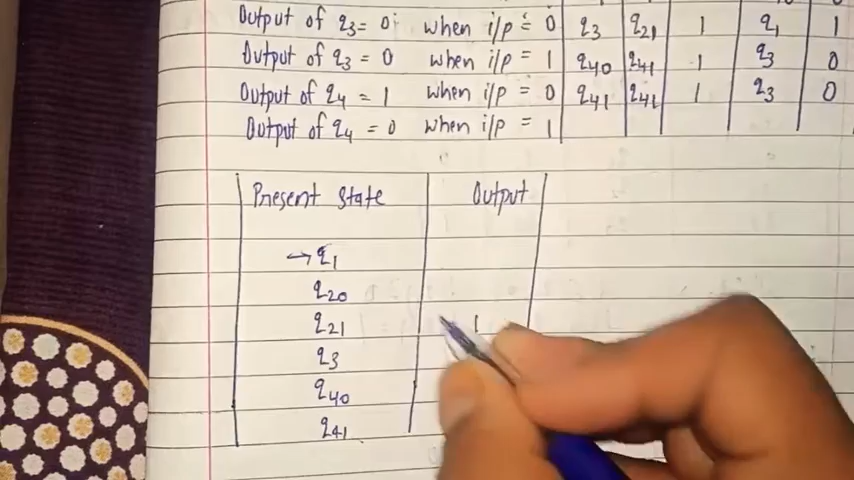 Output of q3 = 0 when i/p = 0 q3 q21 1 q1 1
Output of q3 = 0 when i/p = 1 q40 q41 1 q3 0
Output of q4 = 1 when i/p = 0 q41 q41 1 q3 0
Output of q4 = 0 when i/p = 1
Present State Output
→q1
q20
q21 1
q3
q40
q41